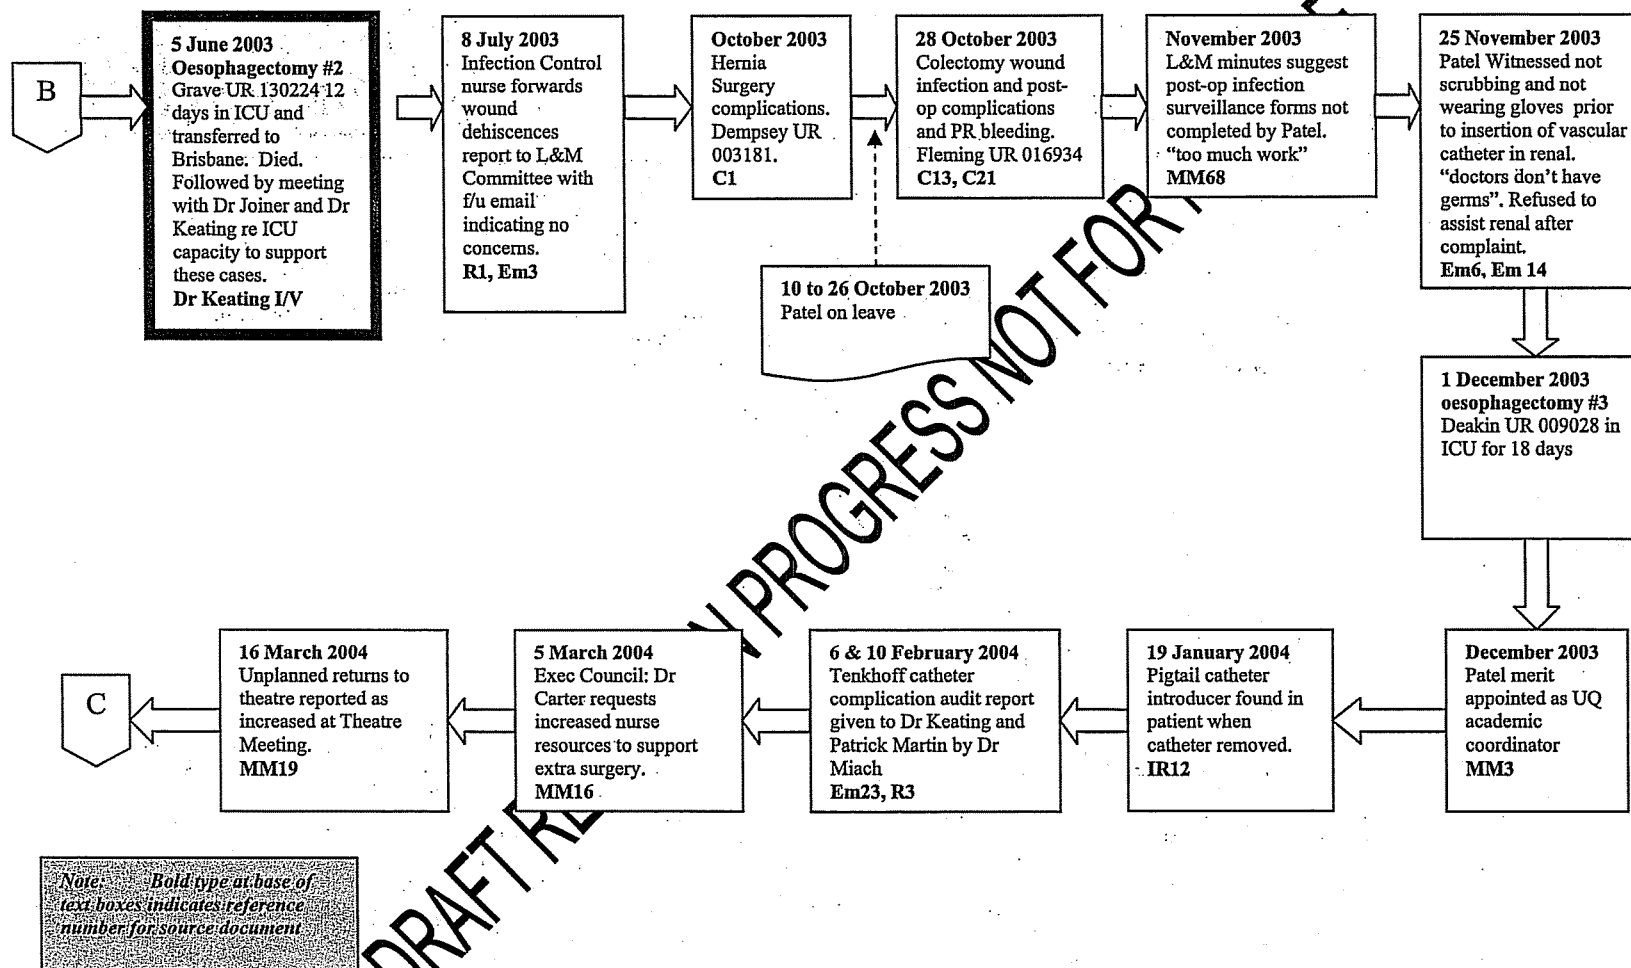 B
5 June 2003
Oesophagectomy #2
Grave UR 130224 12
days in ICU and
transferred to
Brisbane. Died.
Followed by meeting
with Dr Joiner and Dr
Keating re ICU
capacity to support
these cases.
Dr Keating I/V
8 July 2003
Infection Control
nurse forwards
wound
dehiscences
report to L&M
Committee with
f/u email
indicating no
concerns.
R1, Em3
October 2003
Hernia
Surgery
complications.
Dempsey UR
003181.
C1
28 October 2003
Colectomy wound
infection and post-
op complications
and PR bleeding.
Fleming UR 016934
C13, C21
November 2003
L&M minutes suggest
post-op infection
surveillance forms not
completed by Patel.
“too much work”
MM68
25 November 2003
Patel Witnessed not
scrubbing and not
wearing gloves prior
to insertion of vascular
catheter in renal.
“doctors don’t have
germs”. Refused to
assist renal after
complaint.
Em6, Em 14
10 to 26 October 2003
Patel on leave
1 December 2003
oesophagectomy #3
Deakin UR 009028 in
ICU for 18 days
December 2003
Patel merit
appointed as UQ
academic
coordinator
MM3
19 January 2004
Pigtail catheter
introducer found in
patient when
catheter removed.
IR12
6 & 10 February 2004
Tenkhoff catheter
complication audit report
given to Dr Keating and
Patrick Martin by Dr
Miach
Em23, R3
5 March 2004
Exec Council: Dr
Carter requests
increased nurse
resources to support
extra surgery.
MM16
16 March 2004
Unplanned returns to
theatre reported as
increased at Theatre
Meeting.
MM19
C
Note: Bold type at base of
text boxes indicates reference
number for source document
DRAFT PROGRESS NOT FOR